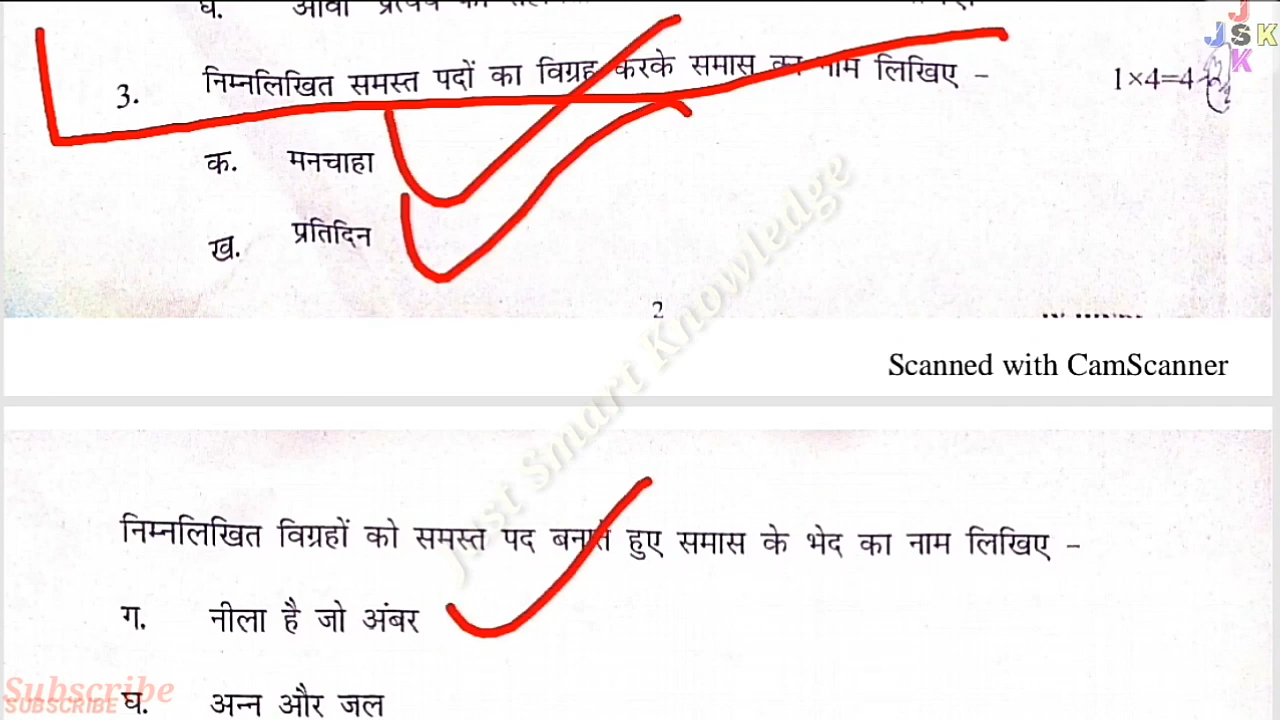 घ.
J
JSK
K
3. निम्नलिखित समस्त पदों का विग्रह करके समास का नाम लिखिए - 1×4=4
क. मनचाहा
ख. प्रतिदिन
2
Scanned with CamScanner
Just Smart Knowledge
निम्नलिखित विग्रहों को समस्त पद बनाते हुए समास के भेद का नाम लिखिए -
ग. नीला है जो अंबर
Subscribe
SUBSCRIBE
घ. अन्न और जल